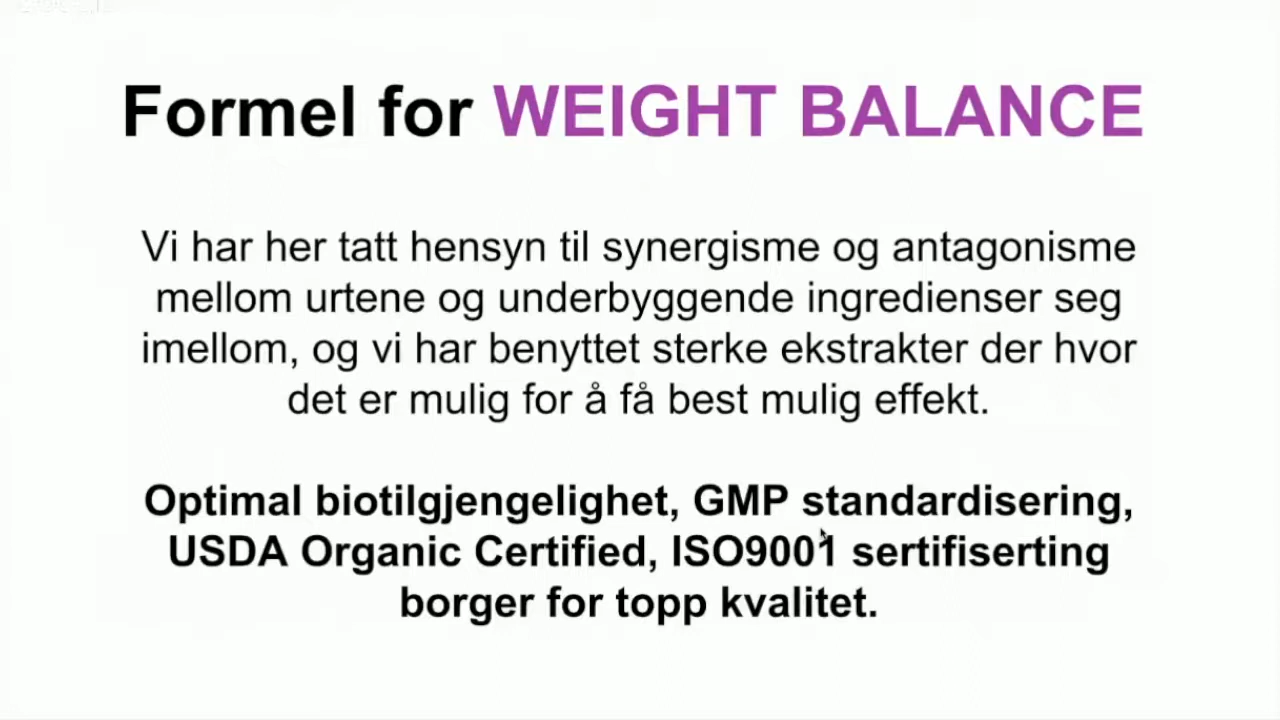 Formel for WEIGHT BALANCE
Vi har her tatt hensyn til synergisme og antagonisme
mellom urtene og underbyggende ingredienser seg
imellom, og vi har benyttet sterke ekstrakter der hvor
det er mulig for å få best mulig effekt.
Optimal biotilgjengelighet, GMP standardisering,
USDA Organic Certified, ISO9001 sertifiserting
borger for topp kvalitet.